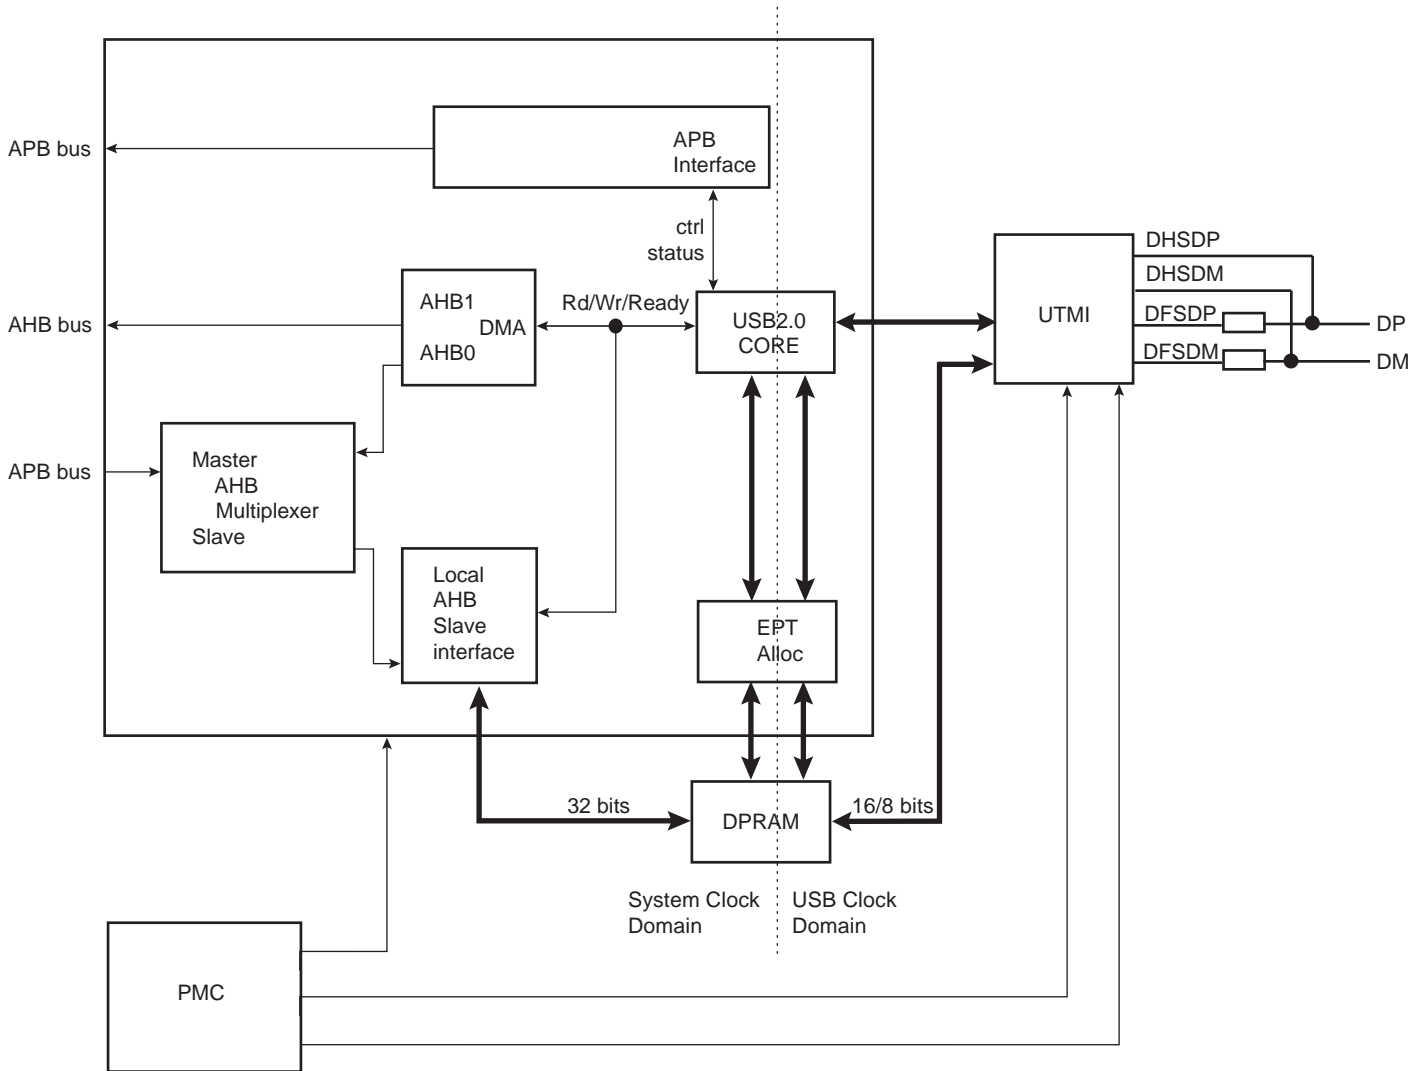 APB bus
APB
Interface
ctrl
status
DHSDP
DHSDM
AHB bus
AHB1
DMA
AHB0
Rd/Wr/Ready
USB2.0
CORE
UTMI
DFSDP
DFSDM
DP
DM
APB bus
Master
AHB
Multiplexer
Slave
Local
AHB
Slave
interface
EPT
Alloc
32 bits
DPRAM
16/8 bits
System Clock
Domain
USB Clock
Domain
PMC